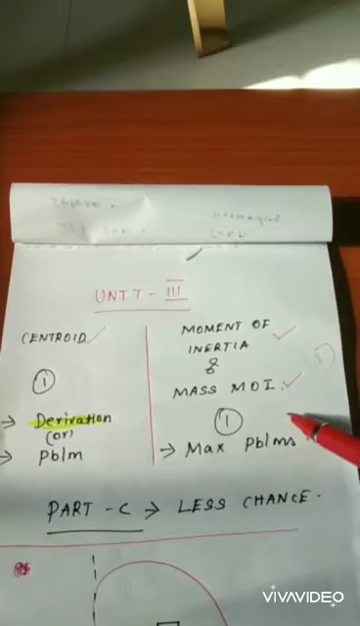 UNIT - III
CENTROID
①
→ Derivation
(or)
→ Pblm
MOMENT OF
INERTIA
&
MASS MOI
①
→ Max Pblms.
PART - C → LESS CHANCE.
VIVAVIDEO